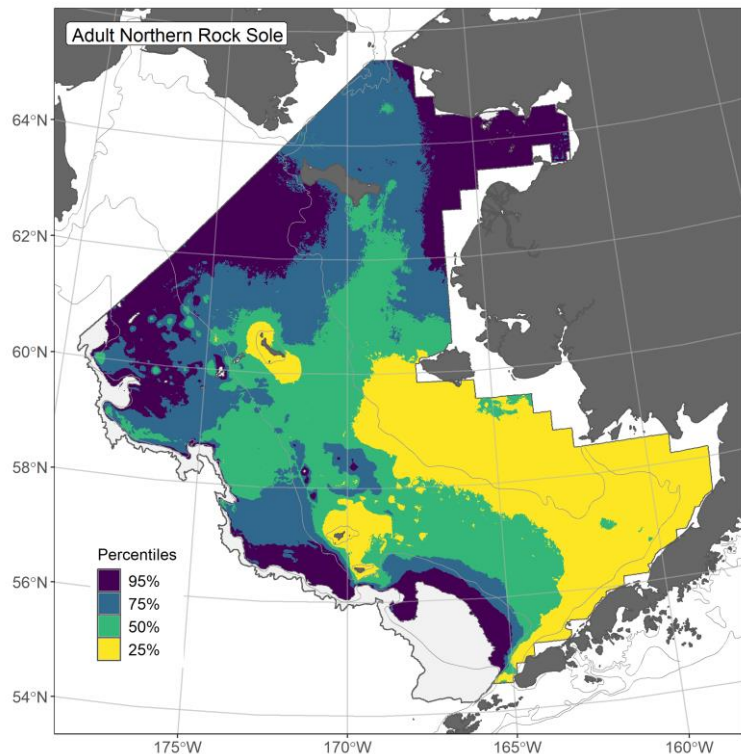 Adult Northern Rock Sole
64°N
62°N
60°N
58°N
56°N
54°N
Percentiles
95%
75%
50%
25%
175°W
170°W
165°W
160°W